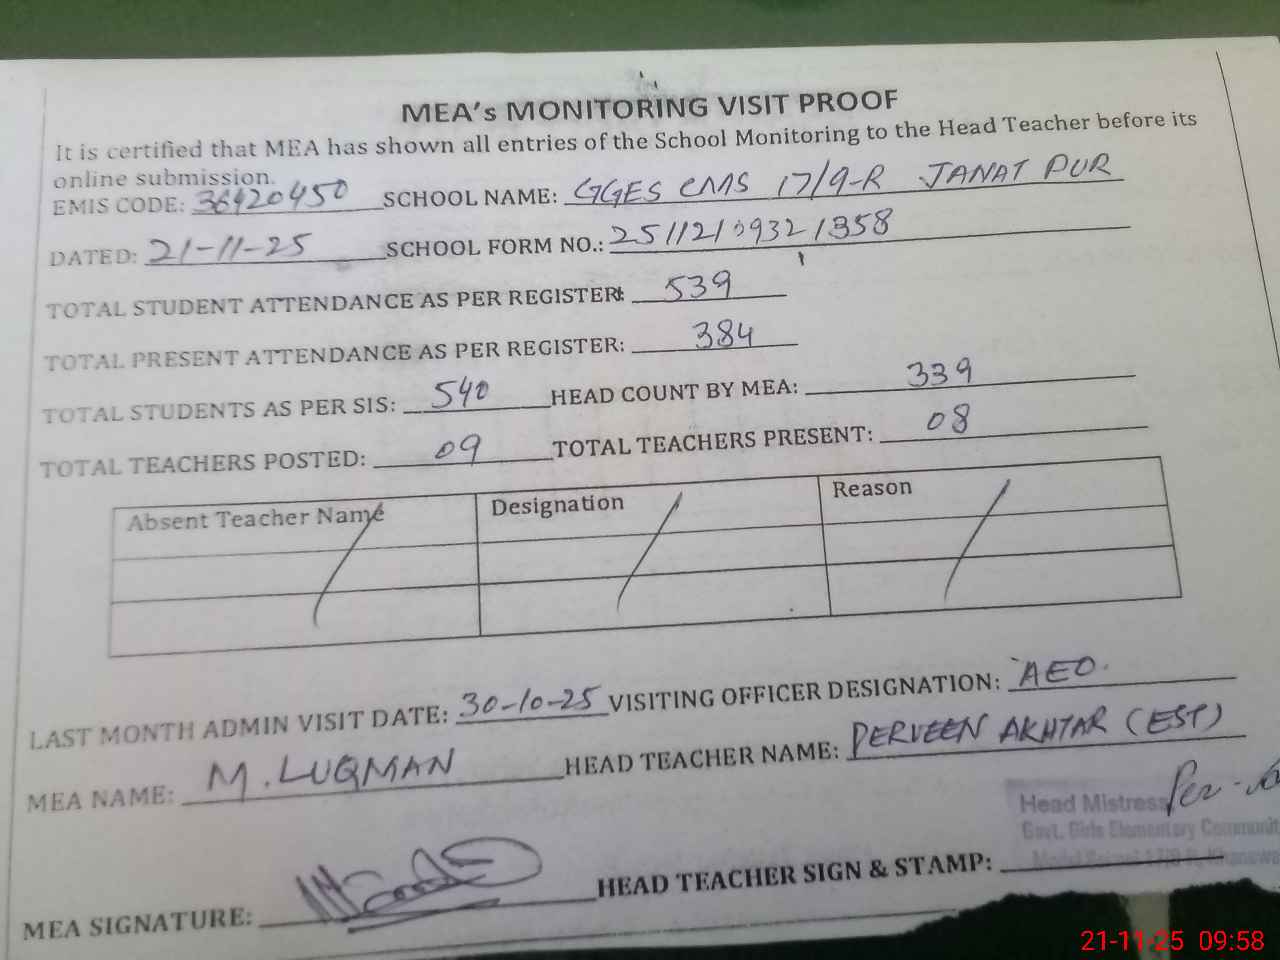 MEA's MONITORING VISIT PROOF
It is certified that MEA has shown all entries of the School Monitoring to the Head Teacher before its
online submission.
EMIS CODE: 36420450 SCHOOL NAME: GGES CMS 17/9-R JANAT PUR
DATED: 21-11-25 SCHOOL FORM NO.: 25112109321358
TOTAL STUDENT ATTENDANCE AS PER REGISTER: 539
TOTAL PRESENT ATTENDANCE AS PER REGISTER: 384
TOTAL STUDENTS AS PER SIS: 540 HEAD COUNT BY MEA: 339
TOTAL TEACHERS POSTED: 09 TOTAL TEACHERS PRESENT: 08
Absent Teacher Name Designation Reason
LAST MONTH ADMIN VISIT DATE: 30-10-25 VISITING OFFICER DESIGNATION: AEO.
MEA NAME: M. LUQMAN HEAD TEACHER NAME: PERVEEN AKHTAR (EST)
Head Mistress
Govt. Girls Elementary Communit
MEA SIGNATURE: HEAD TEACHER SIGN & STAMP:
21-11-25 09:58